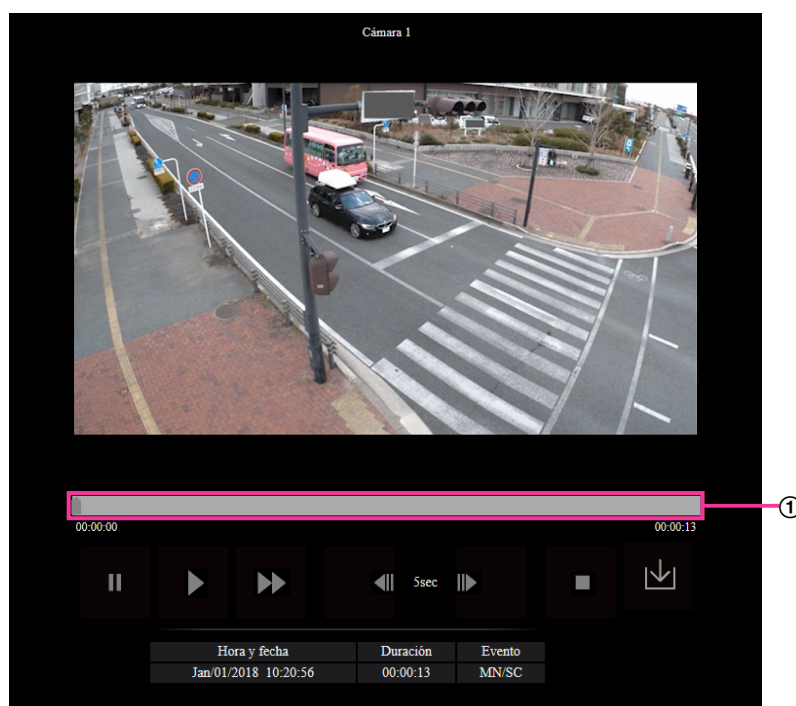 Cámara 1
①
00:00:00 00:00:13
5sec
Hora y fecha Duración Evento
Jan/01/2018 10:20:56 00:00:13 MN/SC